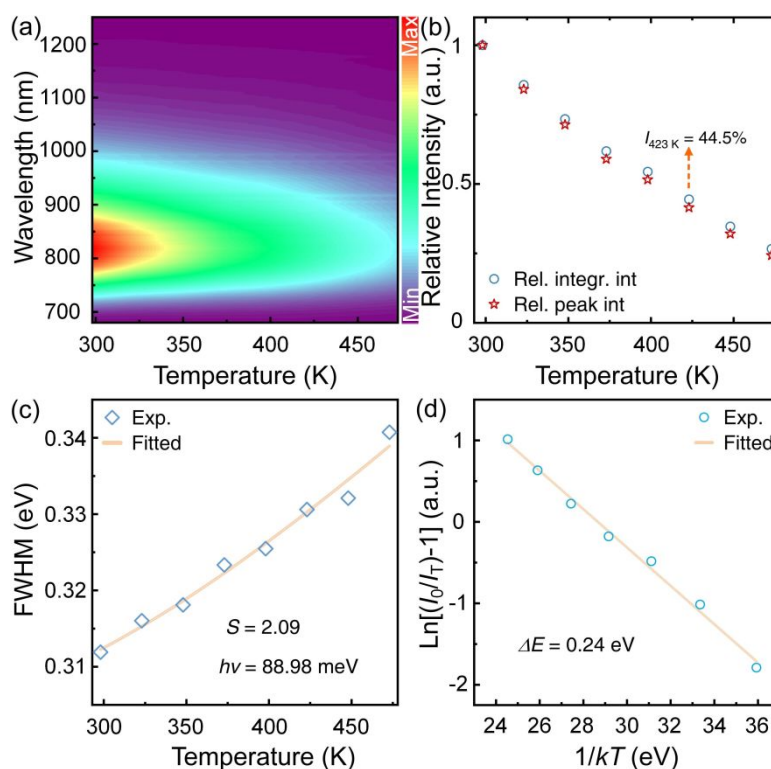 (a)
1200
1100
1000
900
800
700
Wavelength (nm)
300 350 400 450
Temperature (K)
Max
Min
(b)
1
0.5
0
Relative Intensity (a.u.)
I423 K = 44.5%
Rel. integr. int
Rel. peak int
300 350 400 450
Temperature (K)
(c)
Exp.
Fitted
0.34
0.33
0.32
0.31
FWHM (eV)
S = 2.09
hν = 88.98 meV
300 350 400 450
Temperature (K)
(d)
Exp.
Fitted
1
0
-1
-2
Ln[(I0/IT)-1] (a.u.)
ΔE = 0.24 eV
24 26 29 31 34 36
1/kT (eV)